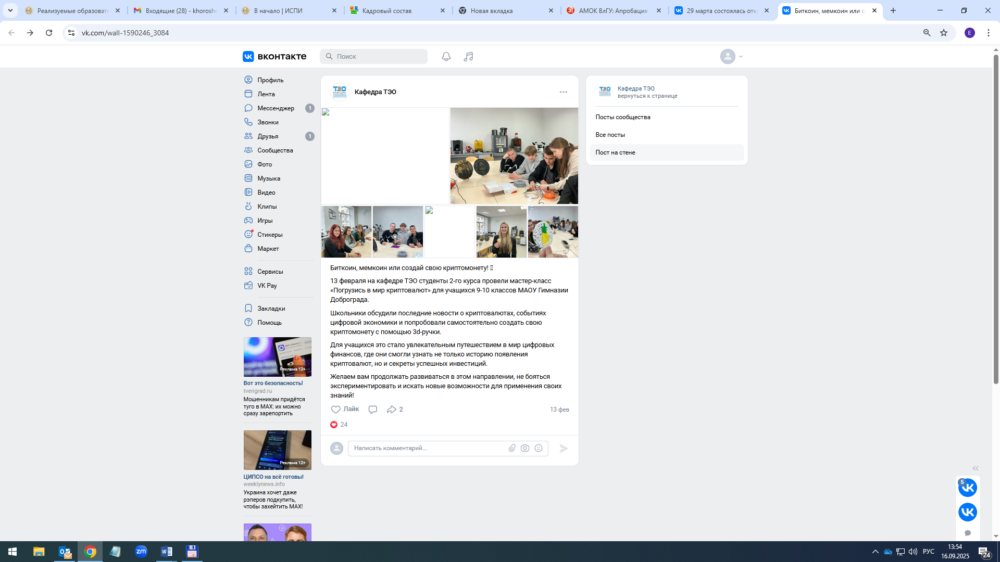 Реализуемые образоват
Входящие (28) - khoroshe
В начало | ИСПИ
Кадровый состав
Новая вкладка
АМОК ВлГУ: Апробация
29 марта состоялась отк
Биткоин, мемкоин или с
vk.com/wall-1590246_3084
E
вконтакте
Поиск
Профиль
Лента
Мессенджер
1
Звонки
Друзья
1
Сообщества
Фото
Музыка
Видео
Клипы
Игры
Стикеры
Маркет
Сервисы
VK Pay
Закладки
Помощь
Реклама 12+
Вот это безопасность!
tverigrad.ru
Мошенникам придётся
туго в MAX: их можно
сразу зарепортить
Реклама 12+
ЦИПСО на всё готовы!
weeklynews.info
Украина хочет даже
рэперов подкупить,
чтобы захейтить MAX!
ТЭО
КАФЕДРА
Кафедра ТЭО
Биткоин, мемкоин или создай свою криптомонету!
13 февраля на кафедре ТЭО студенты 2-го курса провели мастер-класс
«Погрузись в мир криптовалют» для учащихся 9-10 классов МАОУ Гимназии
Доброграда.
Школьники обсудили последние новости о криптовалютах, событиях
цифровой экономики и попробовали самостоятельно создать свою
криптомонету с помощью 3d-ручки.
Для учащихся это стало увлекательным путешествием в мир цифровых
финансов, где они смогли узнать не только историю появления
криптовалют, но и секреты успешных инвестиций.
Желаем вам продолжать развиваться в этом направлении, не бояться
экспериментировать и искать новые возможности для применения своих
знаний!
Лайк
2
13 фев
24
Написать комментарий...
Кафедра ТЭО
вернуться к странице
Посты сообщества
Все посты
Пост на стене
5
zm
РУС
13:54
16.09.2025
24